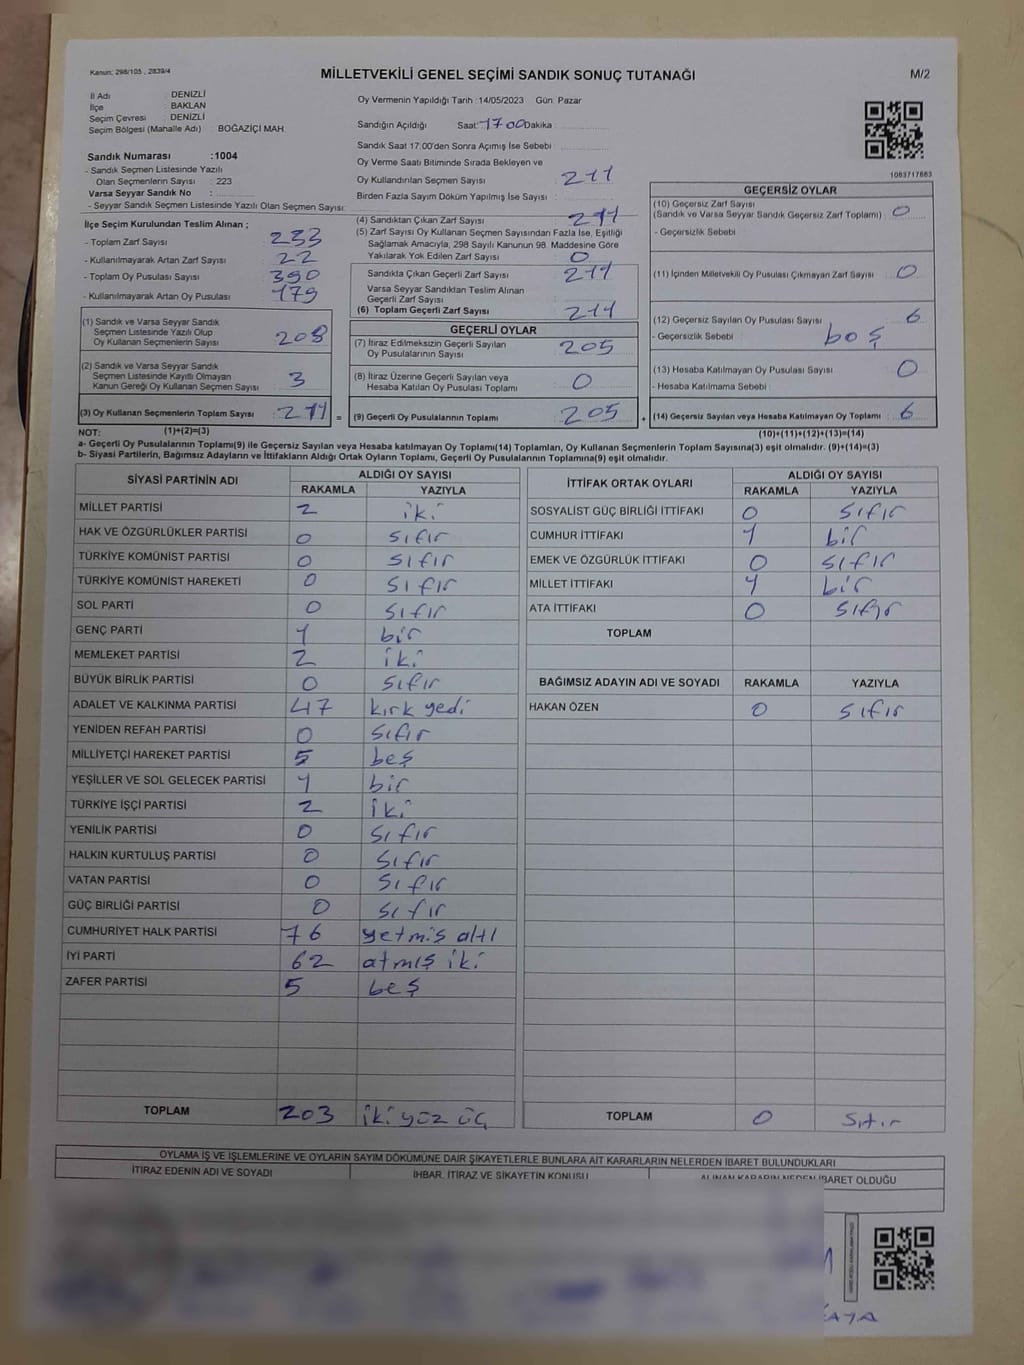 Kanun: 298/105 , 2839/4
MİLLETVEKİLİ GENEL SEÇİMİ SANDIK SONUÇ TUTANAĞI
M/2
İl Adı : DENİZLİ
İlçe : BAKLAN
Seçim Çevresi : DENİZLİ
Seçim Bölgesi (Mahalle Adı) : BOĞAZİÇİ MAH.
Sandık Numarası :1004
- Sandık Seçmen Listesinde Yazılı
Olan Seçmenlerin Sayısı : 223
Varsa Seyyar Sandık No :
- Seyyar Sandık Seçmen Listesinde Yazılı Olan Seçmen Sayısı:
Oy Vermenin Yapıldığı Tarih :14/05/2023 Gün: Pazar
Sandığın Açıldığı Saat: 17 00 Dakika :
Sandık Saat 17:00'den Sonra Açımış İse Sebebi :
Oy Verme Saati Bitiminde Sırada Bekleyen ve
Oy Kullandırılan Seçmen Sayısı : 211
Birden Fazla Sayım Döküm Yapılmış İse Sayısı :
1063717663
İlçe Seçim Kurulundan Teslim Alınan ;
- Toplam Zarf Sayısı : 233
- Kullanılmayarak Artan Zarf Sayısı : 22
- Toplam Oy Pusulası Sayısı : 390
- Kullanılmayarak Artan Oy Pusulası : 179
(1) Sandık ve Varsa Seyyar Sandık
Seçmen Listesinde Yazılı Olup
Oy Kullanan Seçmenlerin Sayısı : 208
(2) Sandık ve Varsa Seyyar Sandık
Seçmen Listesinde Kayıtlı Olmayan
Kanun Gereği Oy Kullanan Seçmen Sayısı : 3
(3) Oy Kullanan Seçmenlerin Toplam Sayısı : 211 =
(1)+(2)=(3)
(4) Sandıktan Çıkan Zarf Sayısı : 211
(5) Zarf Sayısı Oy Kullanan Seçmen Sayısından Fazla İse, Eşitliği
Sağlamak Amacıyla, 298 Sayılı Kanunun 98. Maddesine Göre
Yakılarak Yok Edilen Zarf Sayısı : 0
Sandıkta Çıkan Geçerli Zarf Sayısı : 211
Varsa Seyyar Sandıktan Teslim Alınan
Geçerli Zarf Sayısı :
(6) Toplam Geçerli Zarf Sayısı : 211
GEÇERLİ OYLAR
(7) İtiraz Edilmeksizin Geçerli Sayılan
Oy Pusulalarının Sayısı : 205
(8) İtiraz Üzerine Geçerli Sayılan veya
Hesaba Katılan Oy Pusulası Toplamı : 0
(9) Geçerli Oy Pusulalarının Toplamı : 205 +
GEÇERSİZ OYLAR
(10) Geçersiz Zarf Sayısı
(Sandık ve Varsa Seyyar Sandık Geçersiz Zarf Toplamı) : 0
- Geçersizlik Sebebi :
(11) İçinden Milletvekili Oy Pusulası Çıkmayan Zarf Sayısı : 0
(12) Geçersiz Sayılan Oy Pusulası Sayısı : 6
- Geçersizlik Sebebi : boş
(13) Hesaba Katılmayan Oy Pusulası Sayısı : 0
- Hesaba Katılmama Sebebi :
(14) Geçersiz Sayılan veya Hesaba Katılmayan Oy Toplamı : 6
(10)+(11)+(12)+(13)=(14)
NOT:
a- Geçerli Oy Pusulalarının Toplamı(9) ile Geçersiz Sayılan veya Hesaba katılmayan Oy Toplamı(14) Toplamları, Oy Kullanan Seçmenlerin Toplam Sayısına(3) eşit olmalıdır. (9)+(14)=(3)
b- Siyasi Partilerin, Bağımsız Adayların ve İttifakların Aldığı Ortak Oyların Toplamı, Geçerli Oy Pusulalarının Toplamına(9) eşit olmalıdır.
SİYASİ PARTİNİN ADI ALDIĞI OY SAYISI
RAKAMLA YAZIYLA
MİLLET PARTİSİ 2 iki
HAK VE ÖZGÜRLÜKLER PARTİSİ 0 sıfır
TÜRKİYE KOMÜNİST PARTİSİ 0 sıfır
TÜRKİYE KOMÜNİST HAREKETİ 0 sıfır
SOL PARTİ 0 sıfır
GENÇ PARTİ 1 bir
MEMLEKET PARTİSİ 2 iki
BÜYÜK BİRLİK PARTİSİ 0 sıfır
ADALET VE KALKINMA PARTİSİ 47 kırk yedi
YENİDEN REFAH PARTİSİ 0 sıfır
MİLLİYETÇİ HAREKET PARTİSİ 5 beş
YEŞİLLER VE SOL GELECEK PARTİSİ 1 bir
TÜRKİYE İŞÇİ PARTİSİ 2 iki
YENİLİK PARTİSİ 0 sıfır
HALKIN KURTULUŞ PARTİSİ 0 sıfır
VATAN PARTİSİ 0 sıfır
GÜÇ BİRLİĞİ PARTİSİ 0 sıfır
CUMHURİYET HALK PARTİSİ 76 yetmiş altı
İYİ PARTİ 62 atmış iki
ZAFER PARTİSİ 5 beş
TOPLAM 203 iki yüz üç
İTTİFAK ORTAK OYLARI ALDIĞI OY SAYISI
RAKAMLA YAZIYLA
SOSYALİST GÜÇ BİRLİĞİ İTTİFAKI 0 sıfır
CUMHUR İTTİFAKI 1 bir
EMEK VE ÖZGÜRLÜK İTTİFAKI 0 sıfır
MİLLET İTTİFAKI 1 bir
ATA İTTİFAKI 0 sıfır
TOPLAM
BAĞIMSIZ ADAYIN ADI VE SOYADI RAKAMLA YAZIYLA
HAKAN ÖZEN 0 sıfır
TOPLAM 0 sıfır
OYLAMA İŞ VE İŞLEMLERİNE VE OYLARIN SAYIM DÖKÜMÜNE DAİR ŞİKAYETLERLE BUNLARA AİT KARARLARIN NELERDEN İBARET BULUNDUKLARI
İTİRAZ EDENİN ADI VE SOYADI İHBAR, İTİRAZ VE ŞİKAYETİN KONUSU ALINAN KARARIN NEDEN İBARET OLDUĞU